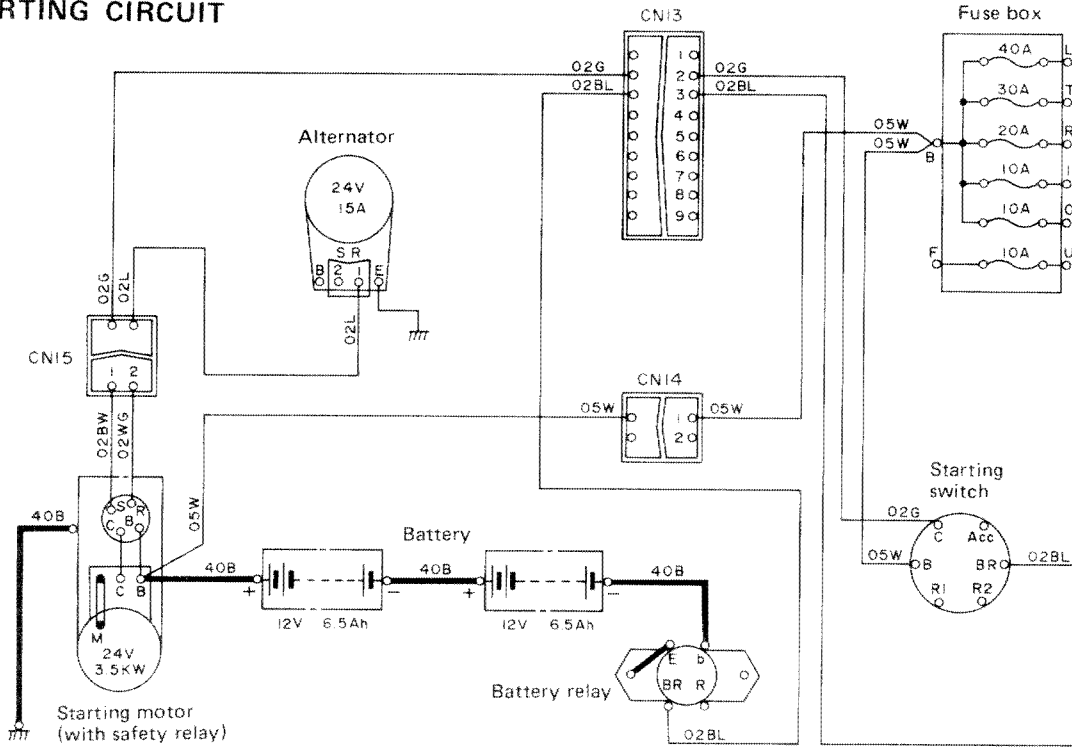 RTING CIRCUIT
CN13
Fuse box
02G
02BL
1
2
3
4
5
6
7
8
9
02G
02BL
40A
L
30A
T
20A
R
10A
I
10A
10A
U
05W
05W
B
F
Alternator
24V
15A
S R
B
2
1
E
02G
02L
02L
CN15
1
2
02BW
02WG
CN14
05W
1
2
05W
Starting
switch
02G
C
Acc
05W
B
BR
02BL
R1
R2
40B
S
R
C
B
05W
C
B
M
24V
3.5KW
Starting motor
(with safety relay)
Battery
40B
+
−
40B
+
−
40B
12V 6.5Ah
12V 6.5Ah
E
b
BR
R
Battery relay
02BL